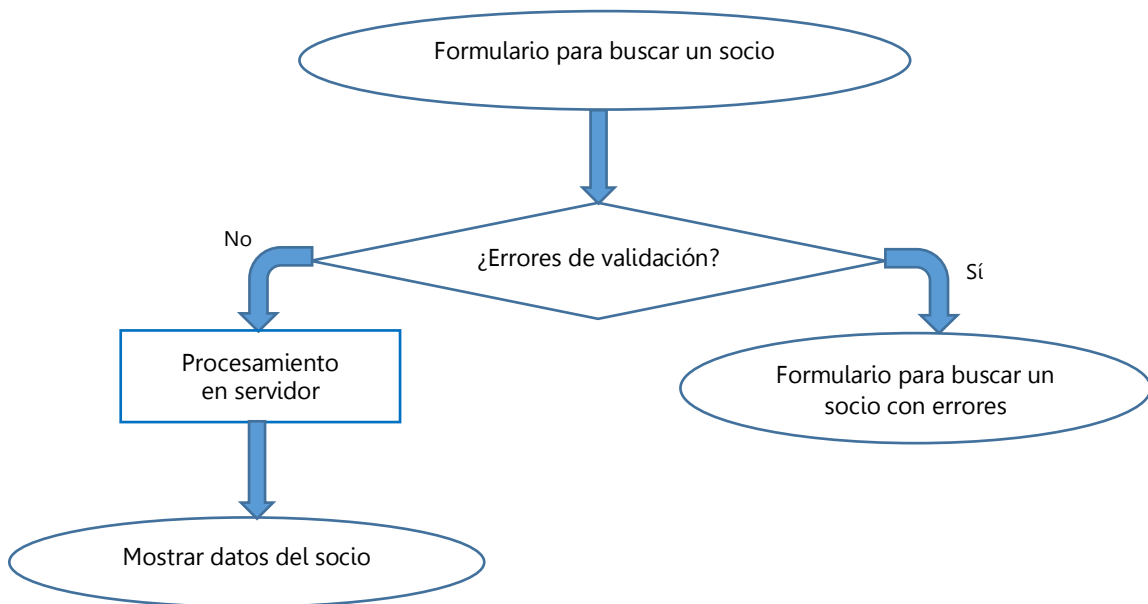 Formulario para buscar un socio
¿Errores de validación?
No
Sí
Procesamiento
en servidor
Formulario para buscar un
socio con errores
Mostrar datos del socio